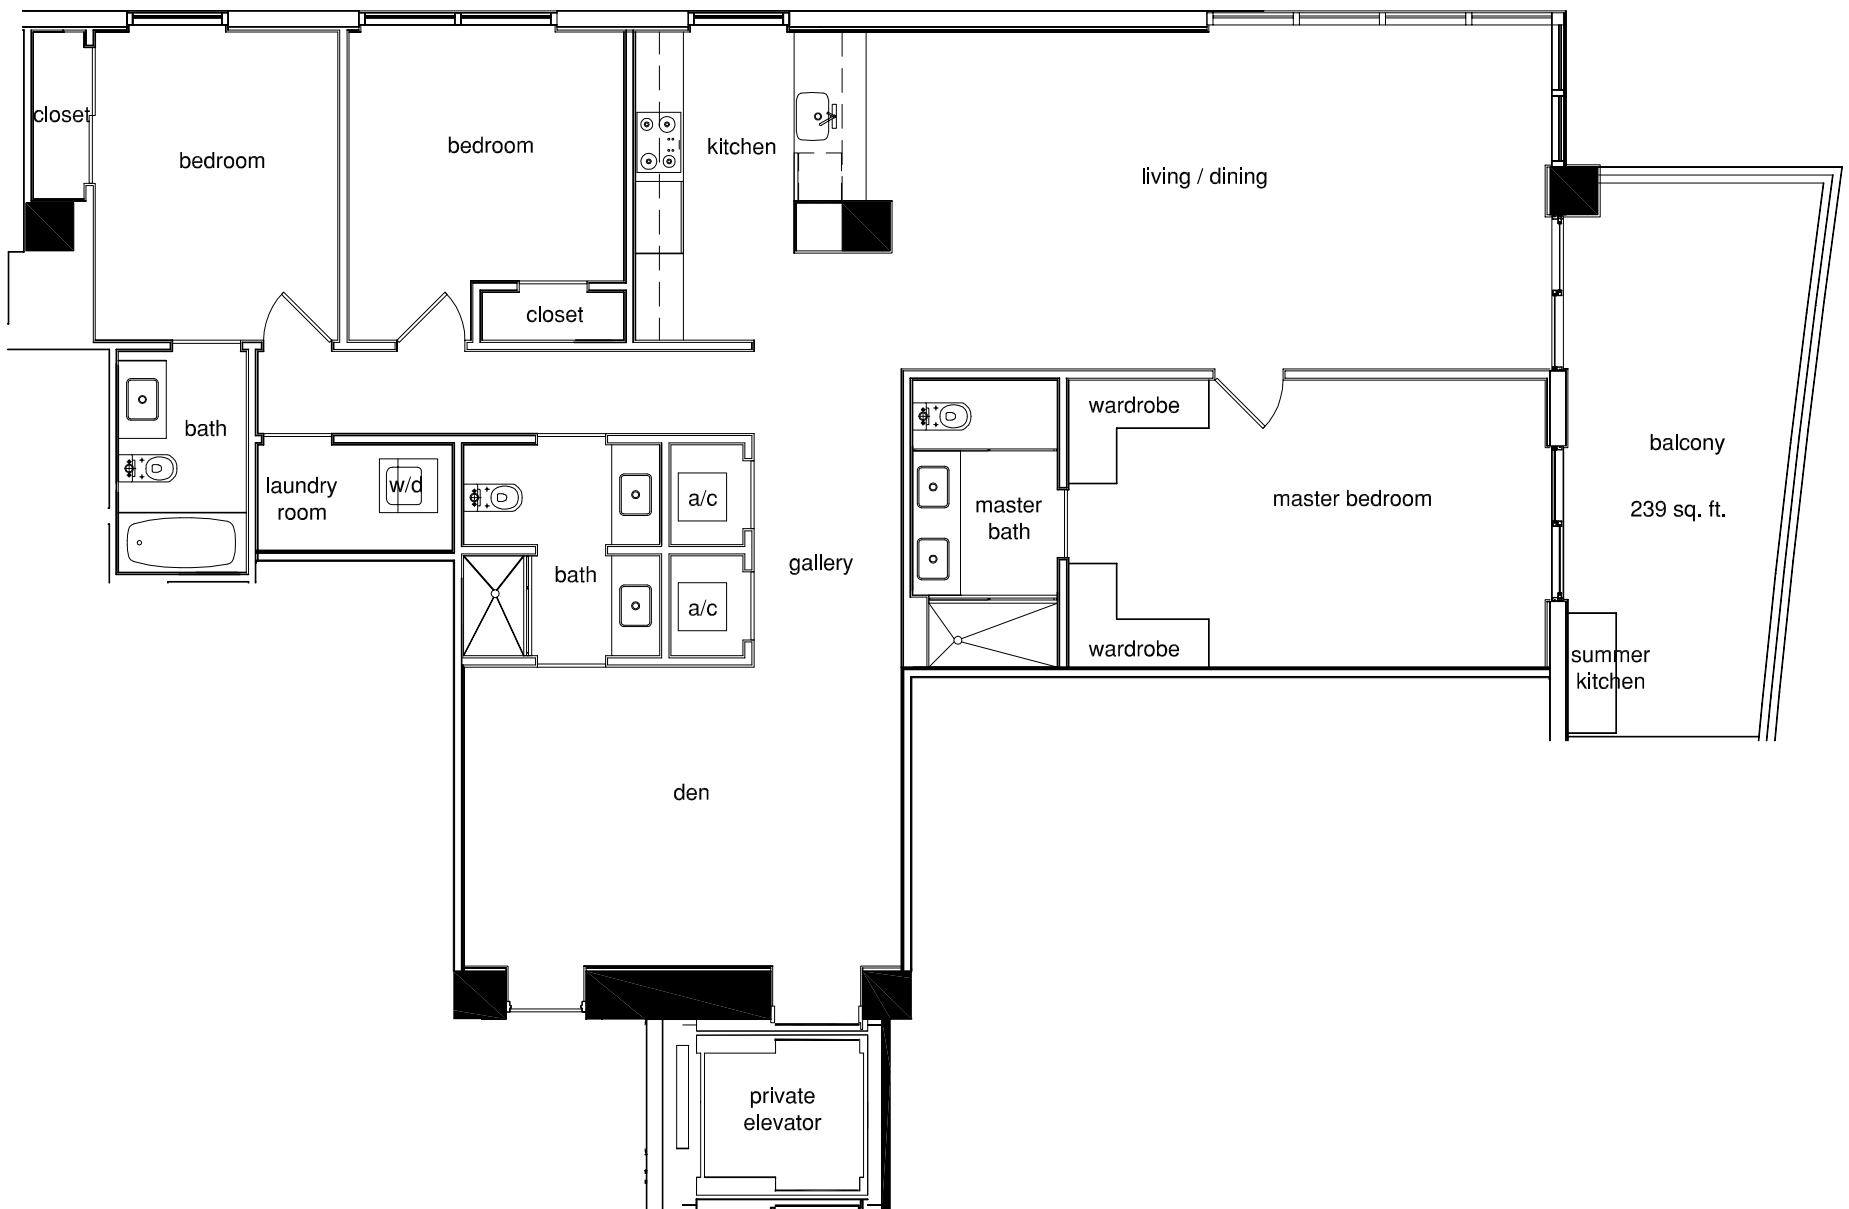 closet
bedroom
bedroom
kitchen
living / dining
closet
wardrobe
bath
balcony
laundry
room
w/d
a/c
master
bath
master bedroom
239 sq. ft.
gallery
bath
a/c
wardrobe
summer
kitchen
den
private
elevator